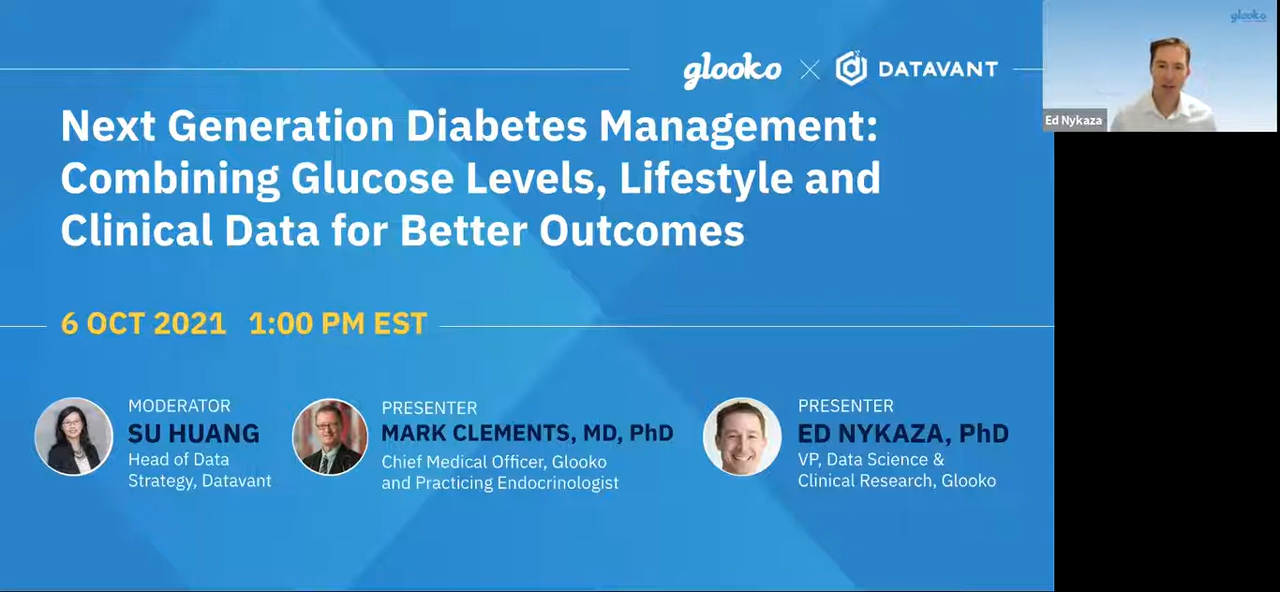 glooko
DATAVANT
glooko
Ed Nykaza
Next Generation Diabetes Management:
Combining Glucose Levels, Lifestyle and
Clinical Data for Better Outcomes
6 OCT 2021 1:00 PM EST
MODERATOR
SU HUANG
Head of Data
Strategy, Datavant
PRESENTER
MARK CLEMENTS, MD, PhD
Chief Medical Officer, Glooko
and Practicing Endocrinologist
PRESENTER
ED NYKAZA, PhD
VP, Data Science &
Clinical Research, Glooko